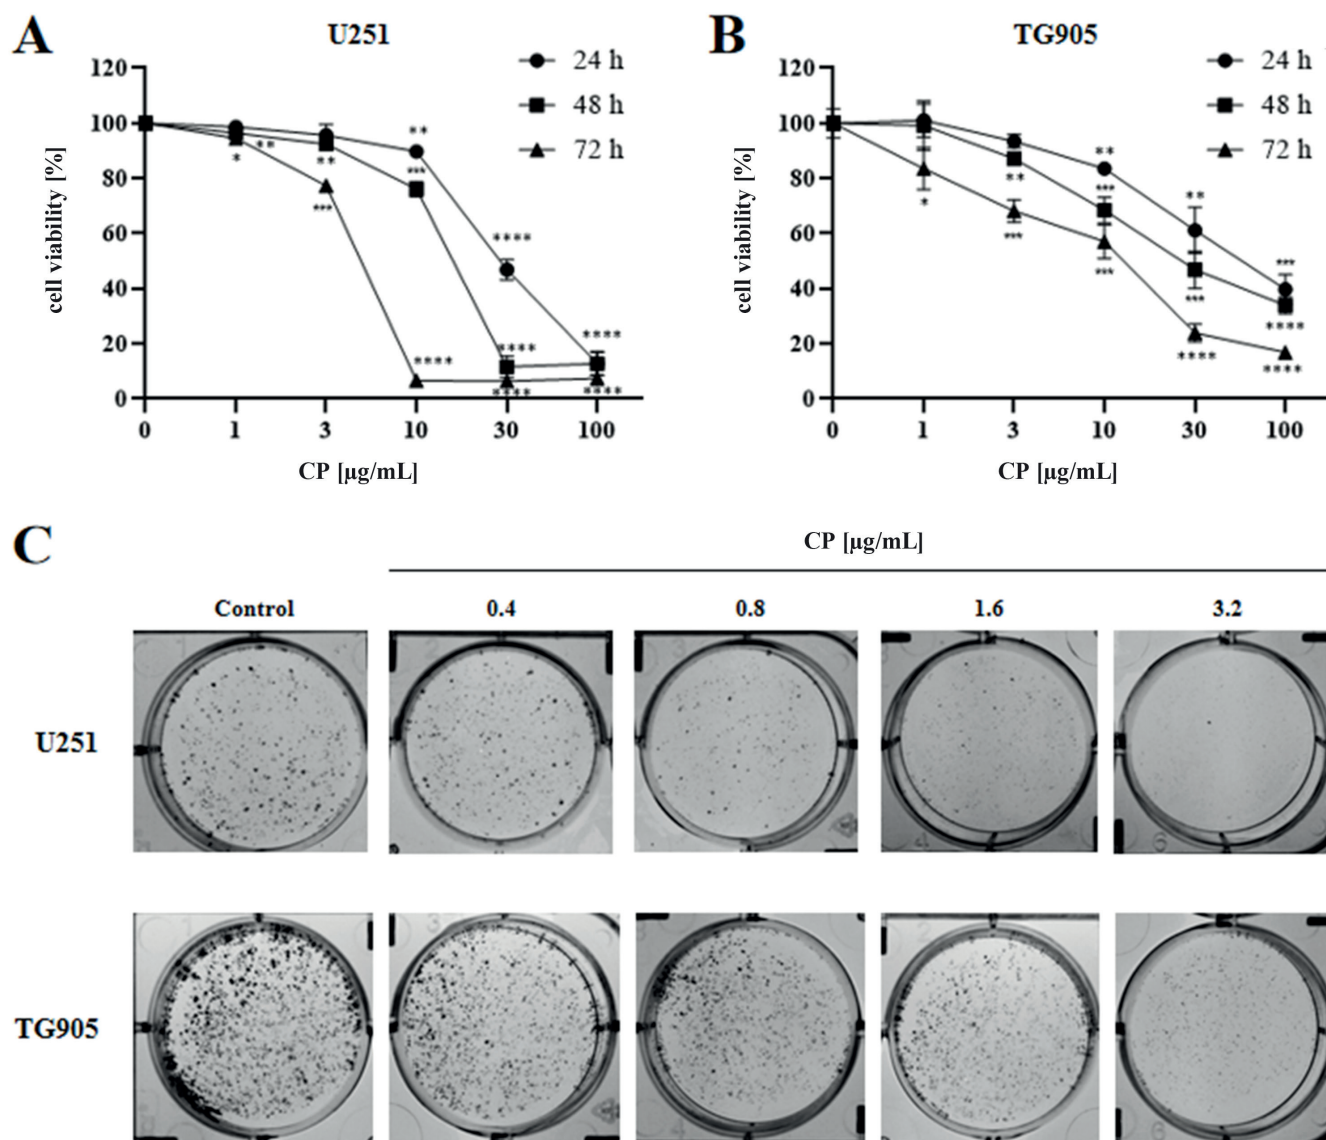 A
U251
24 h
48 h
72 h
cell viability [%]
120
100
80
60
40
20
0
** 
* **
**
***
***
****
****
****
****
****
****
0 1 3 10 30 100
CP [µg/mL]
B
TG905
24 h
48 h
72 h
cell viability [%]
120
100
80
60
40
20
0
**
**
***
**
*
***
***
***
***
****
****
****
0 1 3 10 30 100
CP [µg/mL]
C
CP [µg/mL]
Control 0.4 0.8 1.6 3.2
U251
TG905